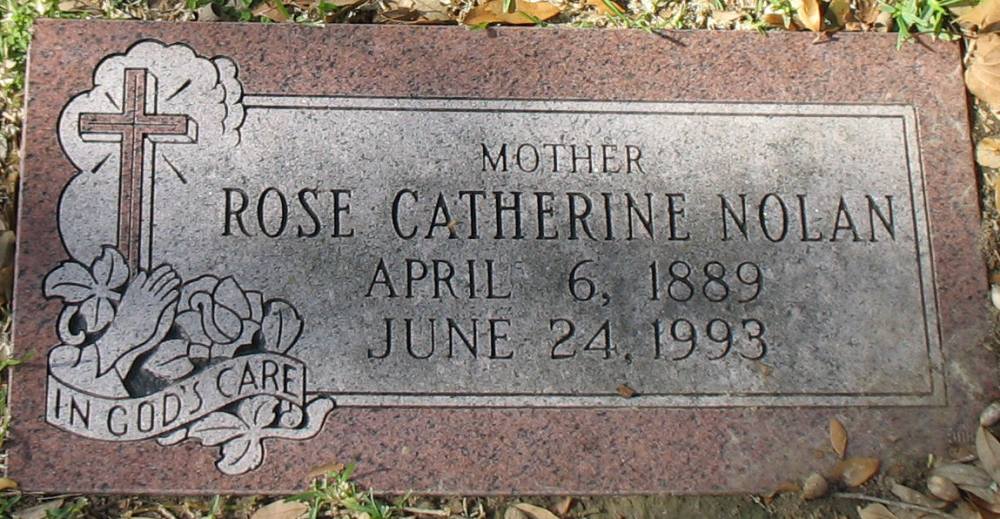 MOTHER
ROSE CATHERINE NOLAN
APRIL 6, 1889
JUNE 24, 1993
IN GOD'S CARE